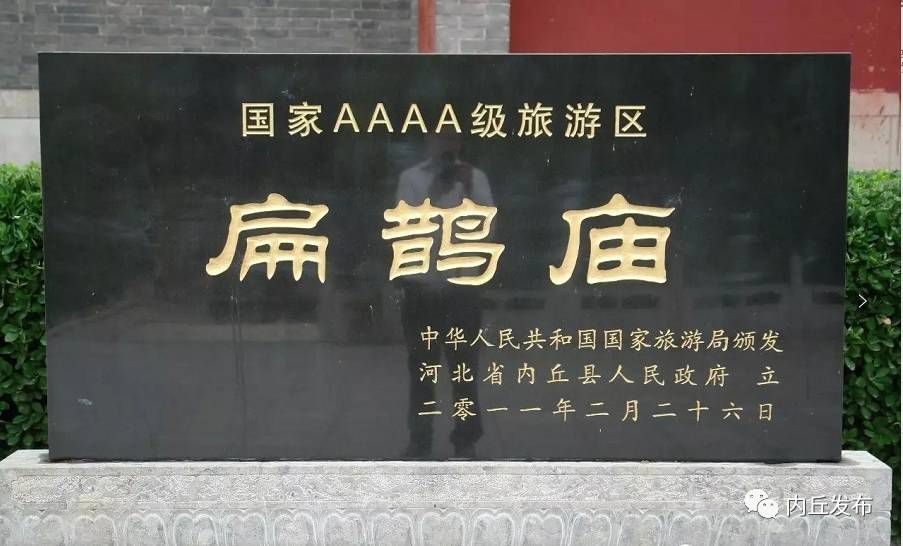 国家AAAA级旅游区
扁鹊庙
中华人民共和国国家旅游局颁发
河北省内丘县人民政府 立
二零一一年二月二十六日
内丘发布